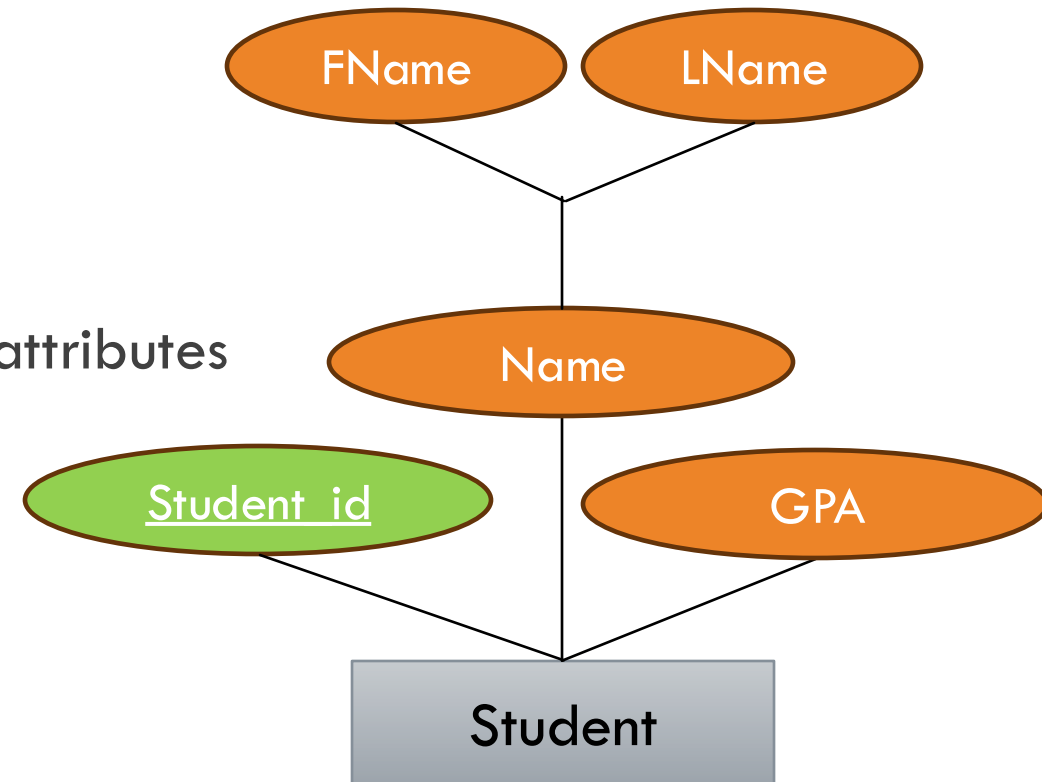 FName
LName
attributes
Name
Student_id
GPA
Student